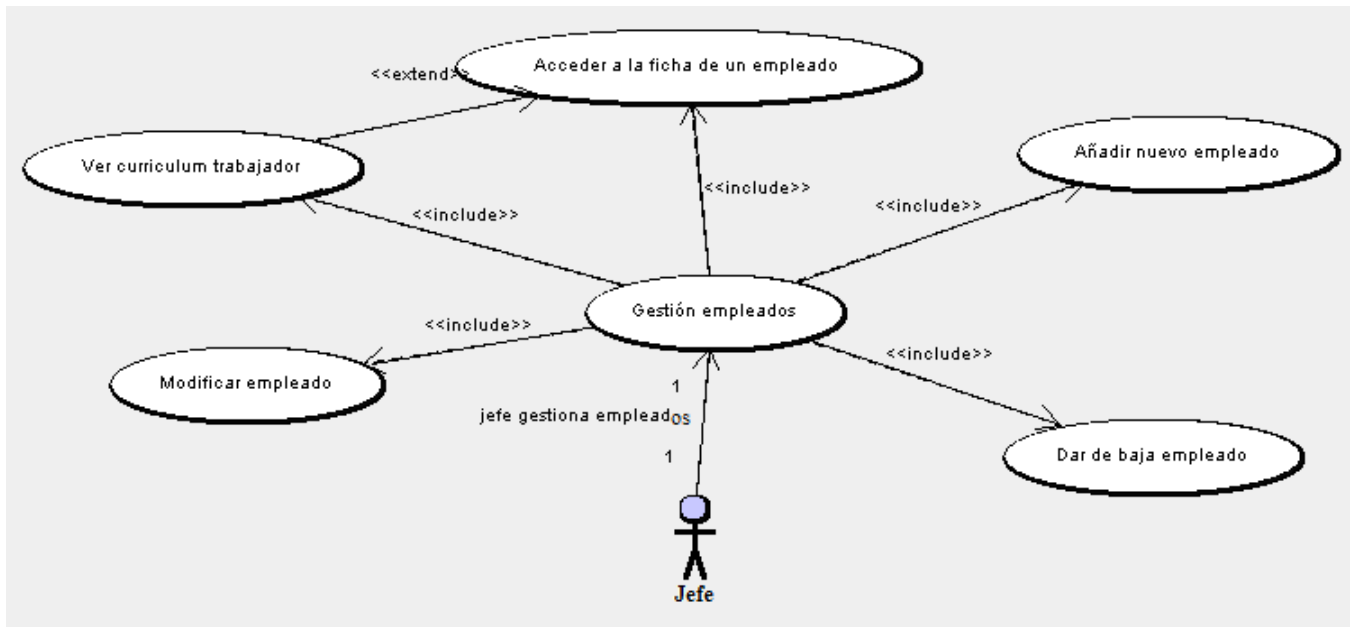 Acceder a la ficha de un empleado
<<extend>>
Ver curriculum trabajador
Añadir nuevo empleado
<<include>>
<<include>>
<<include>>
Gestión empleados
<<include>>
<<include>>
Modificar empleado
1
jefe gestiona empleados
1
Dar de baja empleado
Jefe